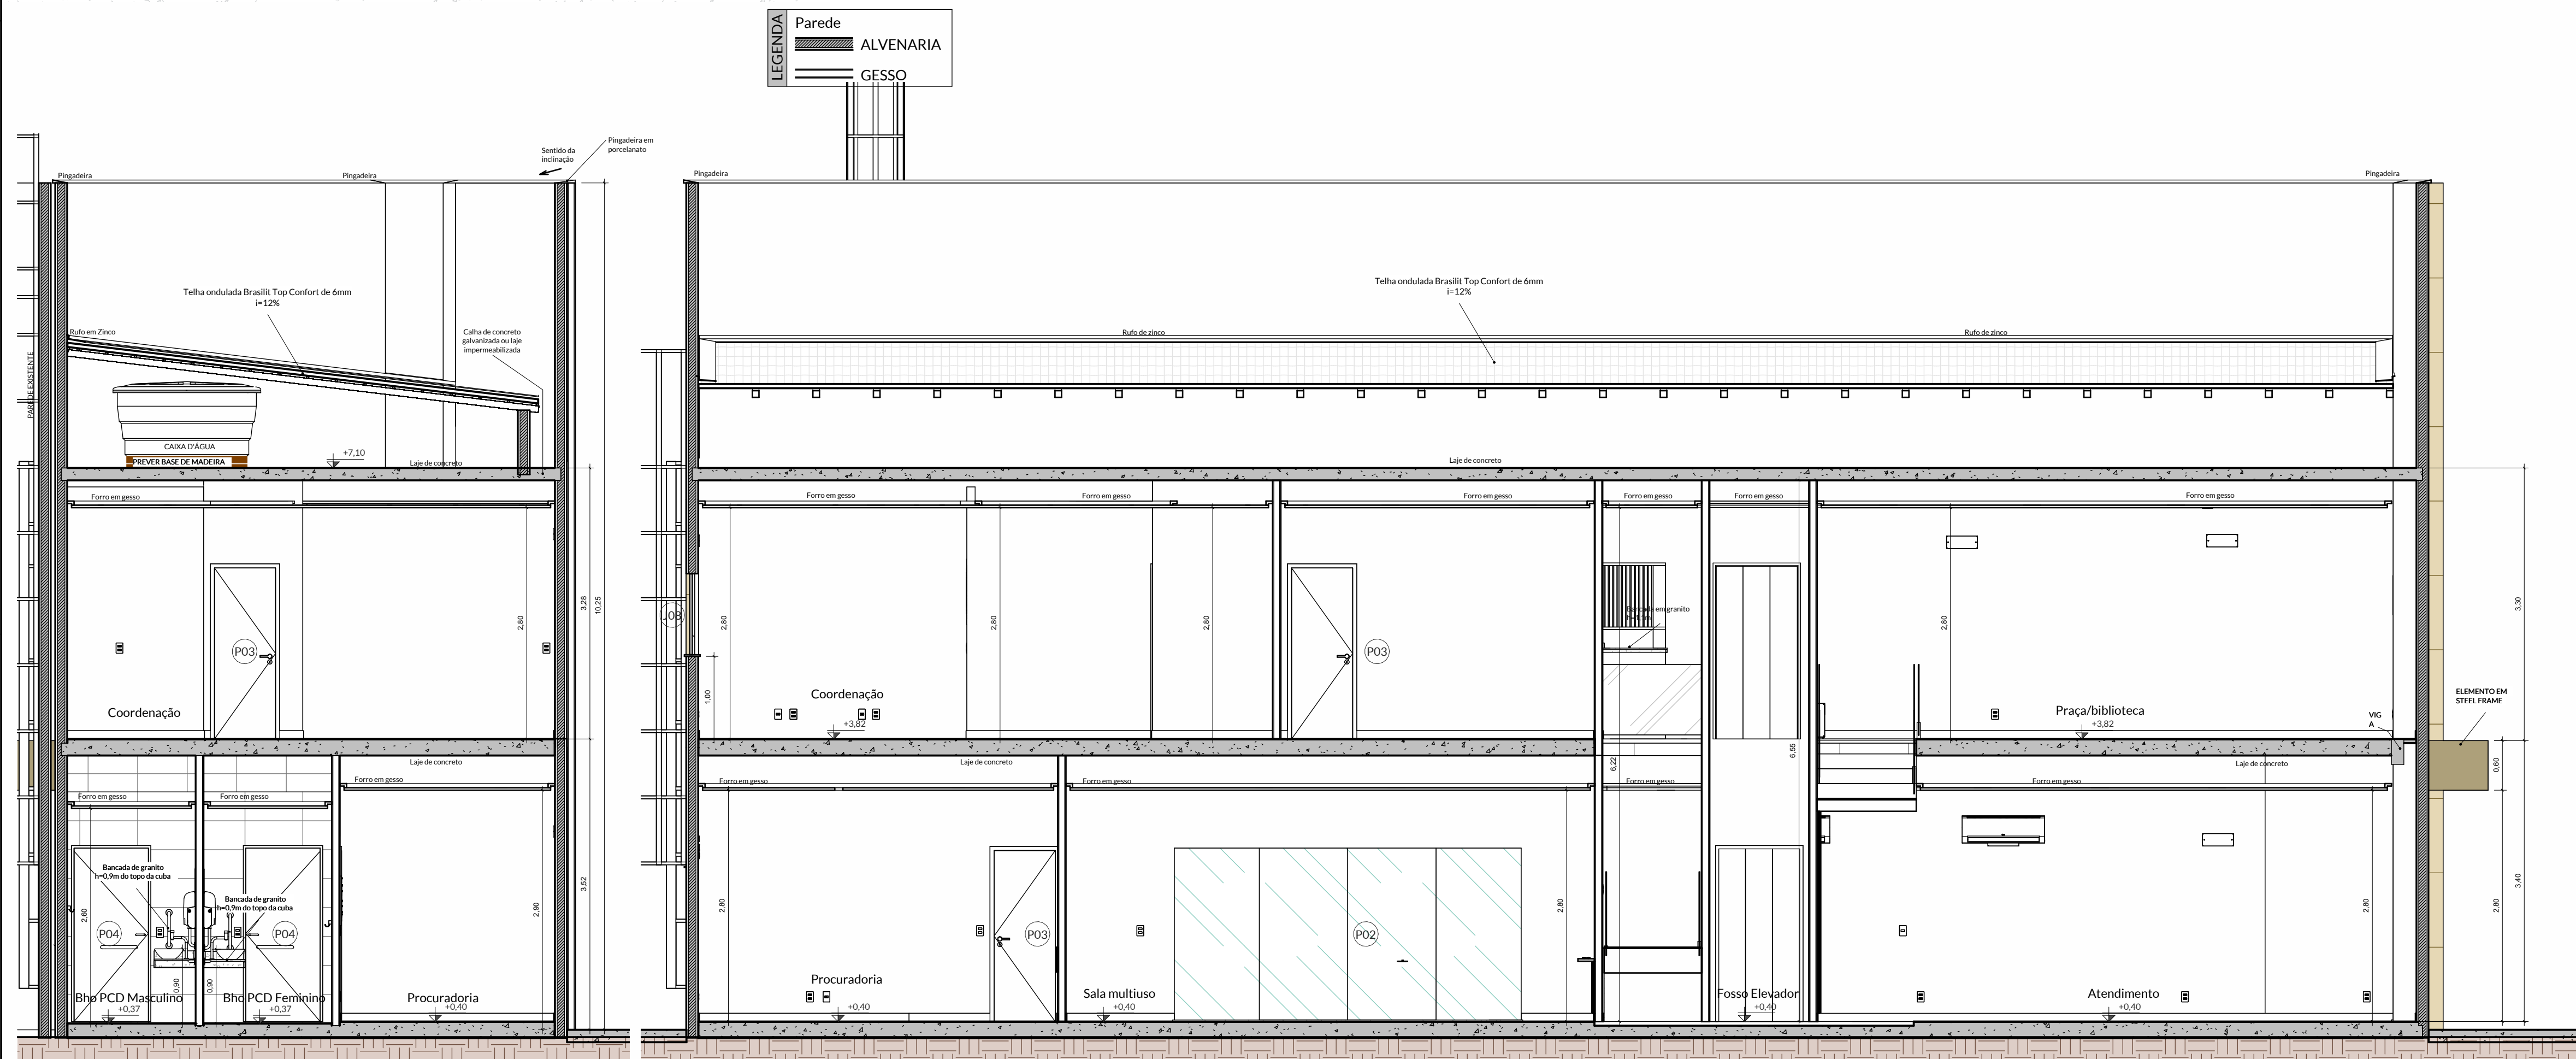 LEGENDA
Parede
ALVENARIA
GESSO
Sentido da
inclinação
Pingadeira em
porcelanato
Pingadeira
Pingadeira
Telha ondulada Brasilit Top Confort de 6mm
i=12%
Rufo em Zinco
Calha de concreto
galvanizada ou laje
impermeabilizada
PAREDE EXISTENTE
CAIXA D'ÁGUA
PREVER BASE DE MADEIRA
+7,10
Laje de concreto
Forro em gesso
2,80
3,28
10,25
P03
Coordenação
Laje de concreto
Forro em gesso
Forro em gesso
Forro em gesso
Bancada de granito
h=0,9m do topo da cuba
Bancada de granito
h=0,9m do topo da cuba
2,60
2,90
3,52
P04
P04
0,90
0,90
Bho PCD Masculino
+0,37
Bho PCD Feminino
+0,37
Procuradoria
+0,40
Pingadeira
Pingadeira
Telha ondulada Brasilit Top Confort de 6mm
i=12%
Rufo de zinco
Rufo de zinco
Laje de concreto
Forro em gesso
Forro em gesso
Forro em gesso
Forro em gesso
Forro em gesso
Forro em gesso
J08
2,80
2,80
2,80
2,80
1,00
3,30
P03
Bancada em granito
Coordenação
+3,82
Praça/biblioteca
+3,82
VIG
A
ELEMENTO EM
STEEL FRAME
Laje de concreto
Laje de concreto
Forro em gesso
Forro em gesso
Forro em gesso
Forro em gesso
6,22
6,55
0,60
2,80
2,80
2,80
2,80
3,40
P03
P02
Procuradoria
+0,40
Sala multiuso
+0,40
Fosso Elevador
+0,40
Atendimento
+0,40